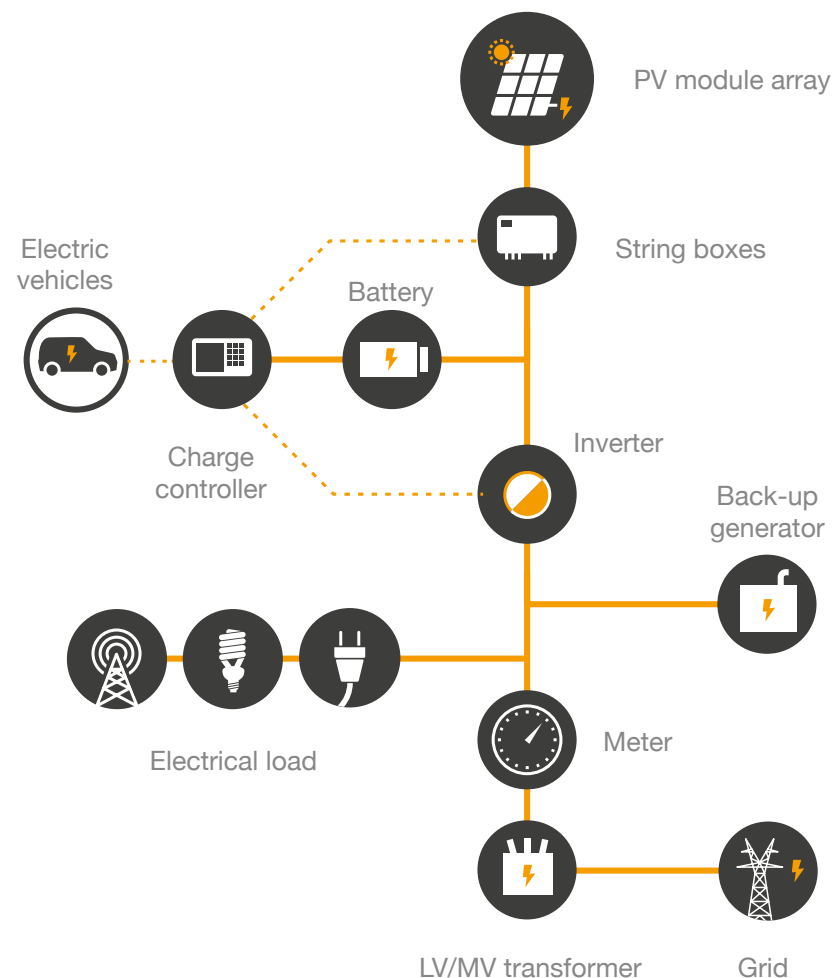 PV module array
String boxes
Electric
vehicles
Battery
Charge
controller
Inverter
Back-up
generator
Electrical load
Meter
LV/MV transformer
Grid